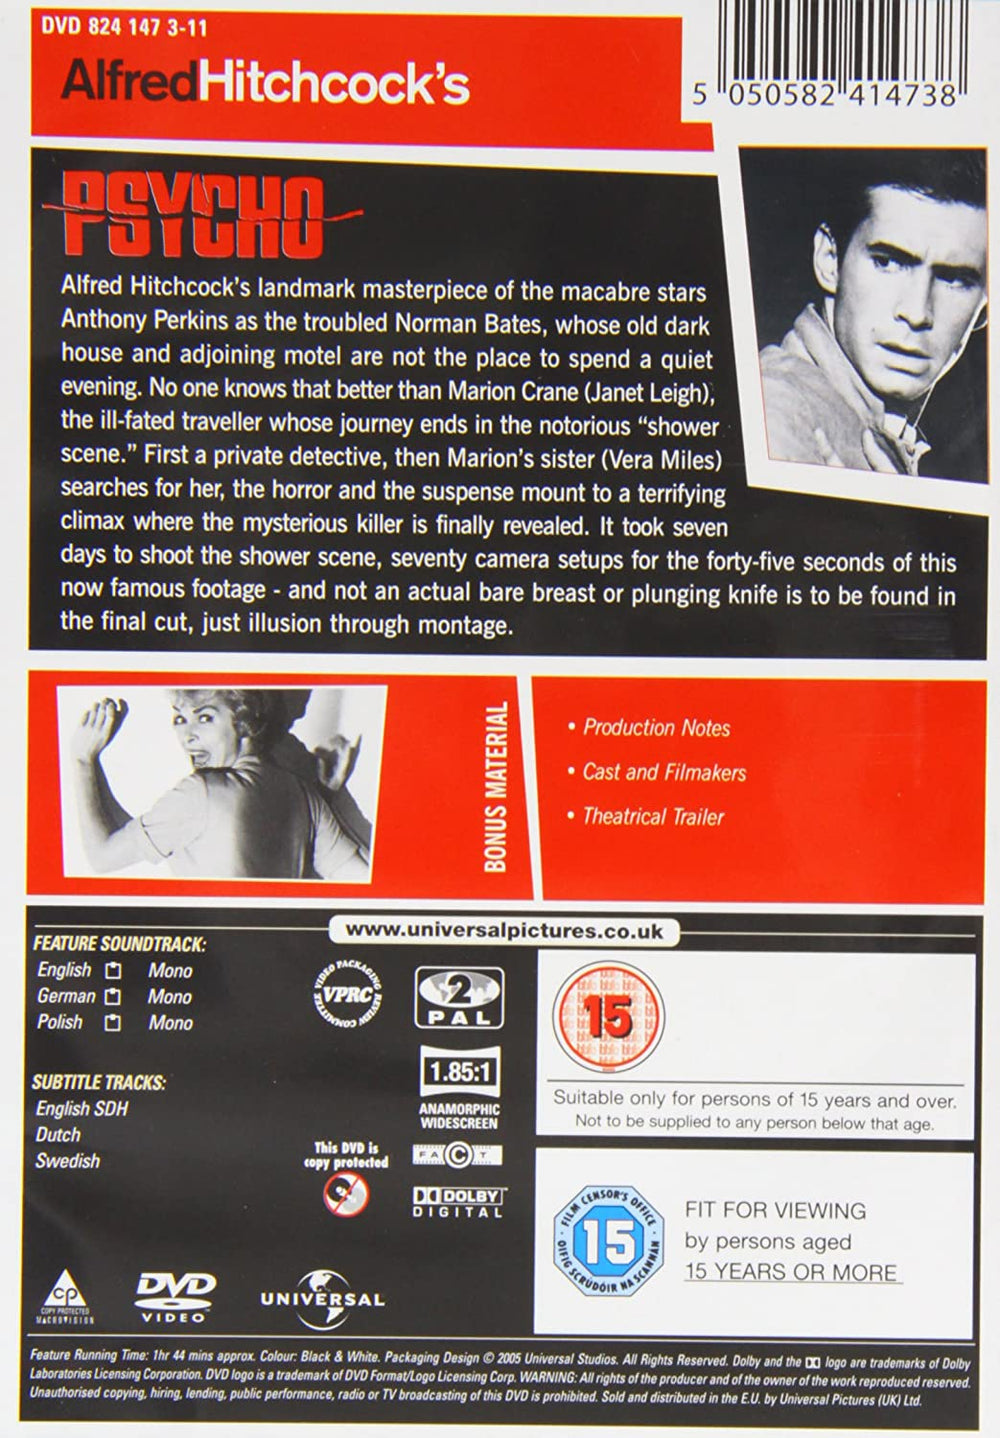 DVD 824 147 3-11
AlfredHitchcock's
5 050582 414738
PSYCHO
Alfred Hitchcock's landmark masterpiece of the macabre stars
Anthony Perkins as the troubled Norman Bates, whose old dark
house and adjoining motel are not the place to spend a quiet
evening. No one knows that better than Marion Crane (Janet Leigh),
the ill-fated traveller whose journey ends in the notorious “shower
scene.” First a private detective, then Marion's sister (Vera Miles)
searches for her, the horror and the suspense mount to a terrifying
climax where the mysterious killer is finally revealed. It took seven
days to shoot the shower scene, seventy camera setups for the forty-five seconds of this
now famous footage - and not an actual bare breast or plunging knife is to be found in
the final cut, just illusion through montage.
BONUS MATERIAL
• Production Notes
• Cast and Filmakers
• Theatrical Trailer
www.universalpictures.co.uk
FEATURE SOUNDTRACK:
English Mono
German Mono
Polish Mono
SUBTITLE TRACKS:
English SDH
Dutch
Swedish
VIDEO PACKAGING REVIEW COMMITTEE
VPRC
2
PAL
1.85:1
ANAMORPHIC
WIDESCREEN
This DVD is
copy protected
FACT
DOLBY
DIGITAL
15
Suitable only for persons of 15 years and over.
Not to be supplied to any person below that age.
FILM CENSOR'S OFFICE
15
OIFIG SCRÚDÓIR NA SCANNÁN
FIT FOR VIEWING
by persons aged
15 YEARS OR MORE
CP
COPY PROTECTED
MACROVISION
DVD
VIDEO
UNIVERSAL
Feature Running Time: 1hr 44 mins approx. Colour: Black & White. Packaging Design © 2005 Universal Studios. All Rights Reserved. Dolby and the logo are trademarks of Dolby
Laboratories Licensing Corporation. DVD logo is a trademark of DVD Format/Logo Licensing Corp. WARNING: All rights of the producer and of the owner of the work reproduced reserved.
Unauthorised copying, hiring, lending, public performance, radio or TV broadcasting of this DVD is prohibited. Sold and distributed in the E.U. by Universal Pictures (UK) Ltd.